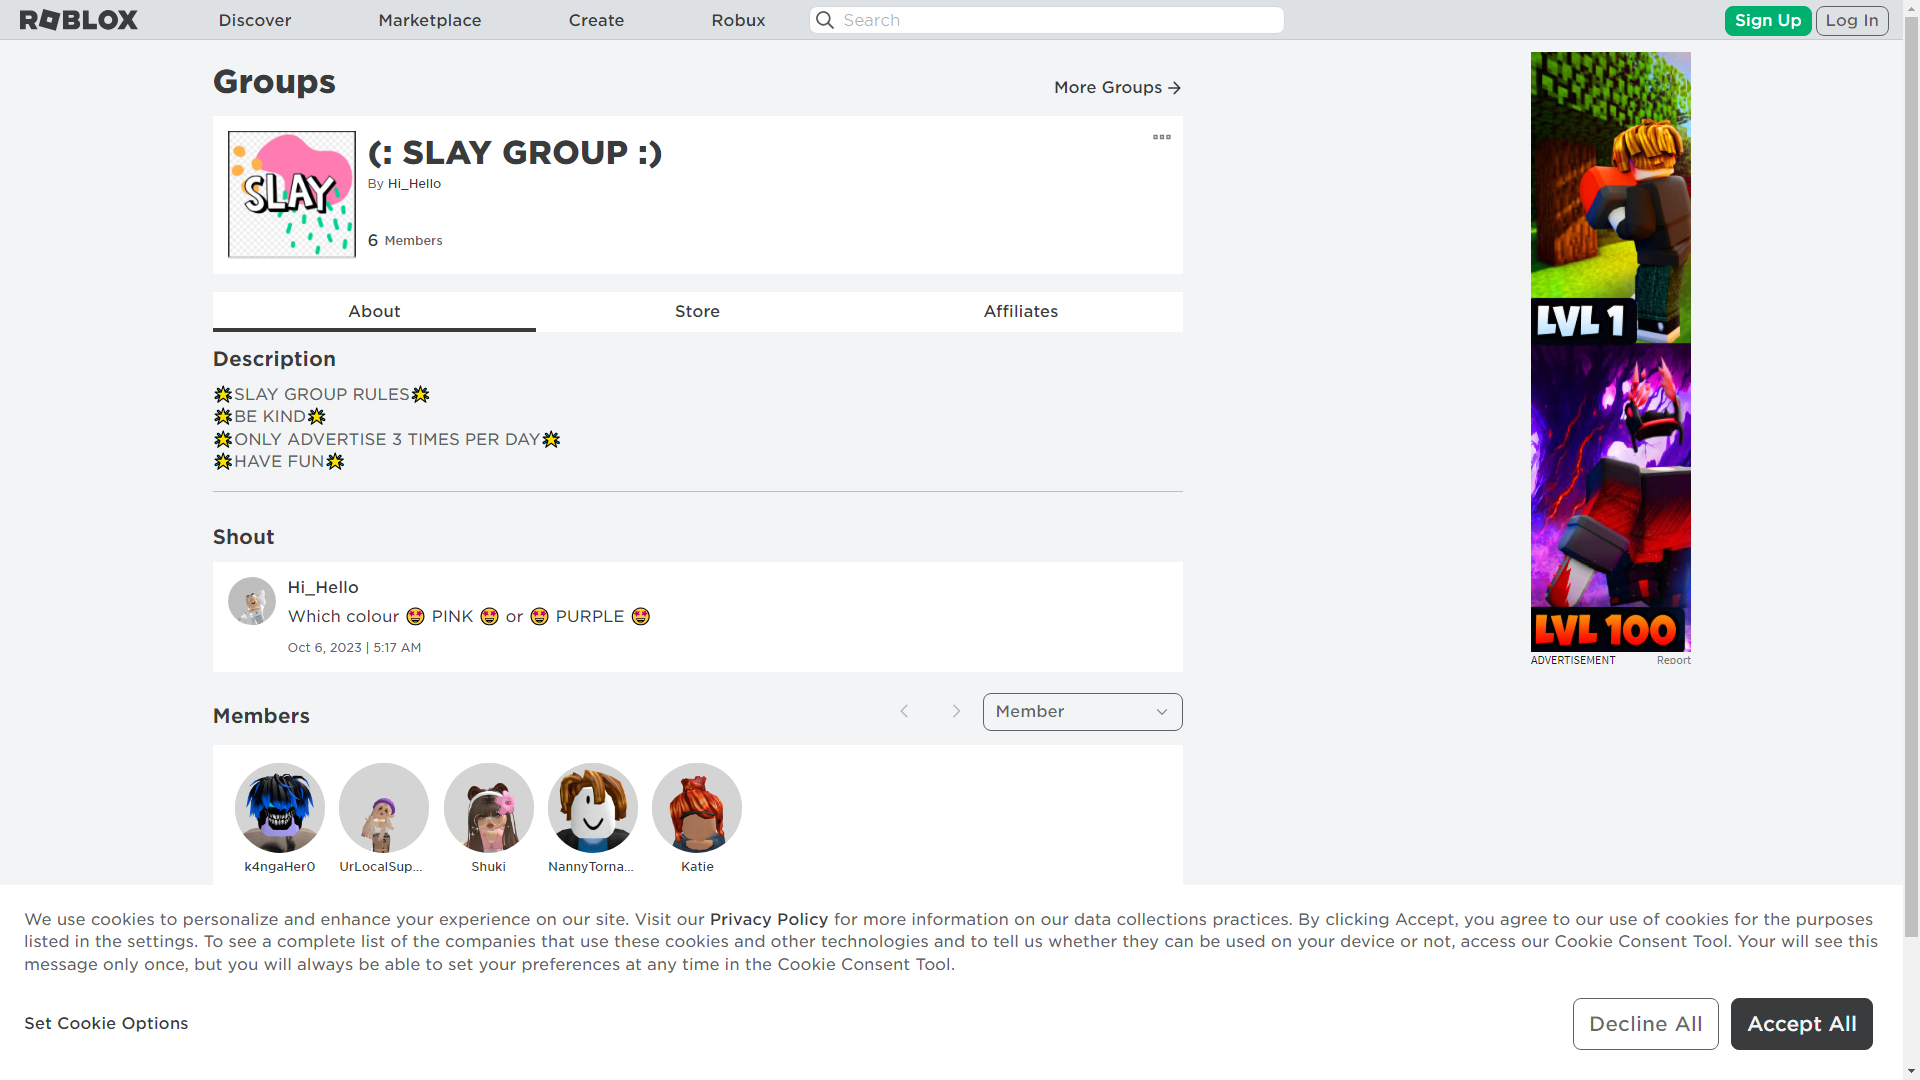 ROBLOX
Discover
Marketplace
Create
Robux
Search
Sign Up
Log In
Groups
More Groups →
SLAY
(: SLAY GROUP :)
By Hi_Hello
6 Members
About
Store
Affiliates
Description
🌟SLAY GROUP RULES🌟
🌟BE KIND🌟
🌟ONLY ADVERTISE 3 TIMES PER DAY🌟
🌟HAVE FUN🌟
Shout
Hi_Hello
Which colour 🤩 PINK 🤩 or 🤩 PURPLE 🤩
Oct 6, 2023 | 5:17 AM
Members
Member
k4ngaHer0
UrLocalSup...
Shuki
NannyTorna...
Katie
LVL 1
LVL 100
ADVERTISEMENT
Report
We use cookies to personalize and enhance your experience on our site. Visit our Privacy Policy for more information on our data collections practices. By clicking Accept, you agree to our use of cookies for the purposes
listed in the settings. To see a complete list of the companies that use these cookies and other technologies and to tell us whether they can be used on your device or not, access our Cookie Consent Tool. Your will see this
message only once, but you will always be able to set your preferences at any time in the Cookie Consent Tool.
Set Cookie Options
Decline All
Accept All